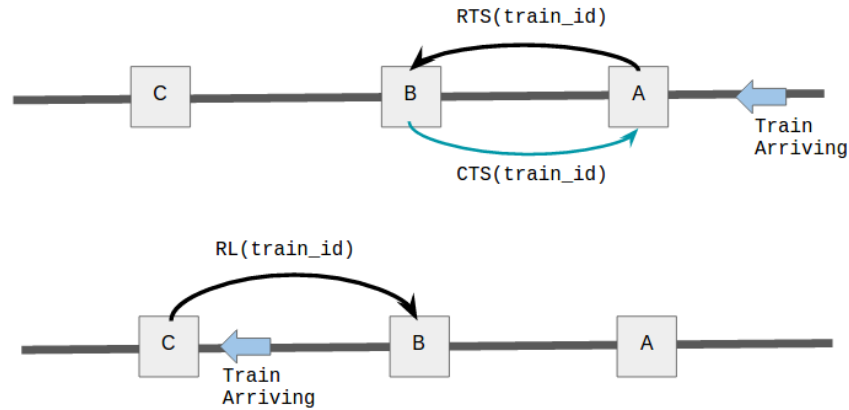 RTS(train_id)
C
B
A
Train
Arriving
CTS(train_id)
RL(train_id)
C
B
A
Train
Arriving